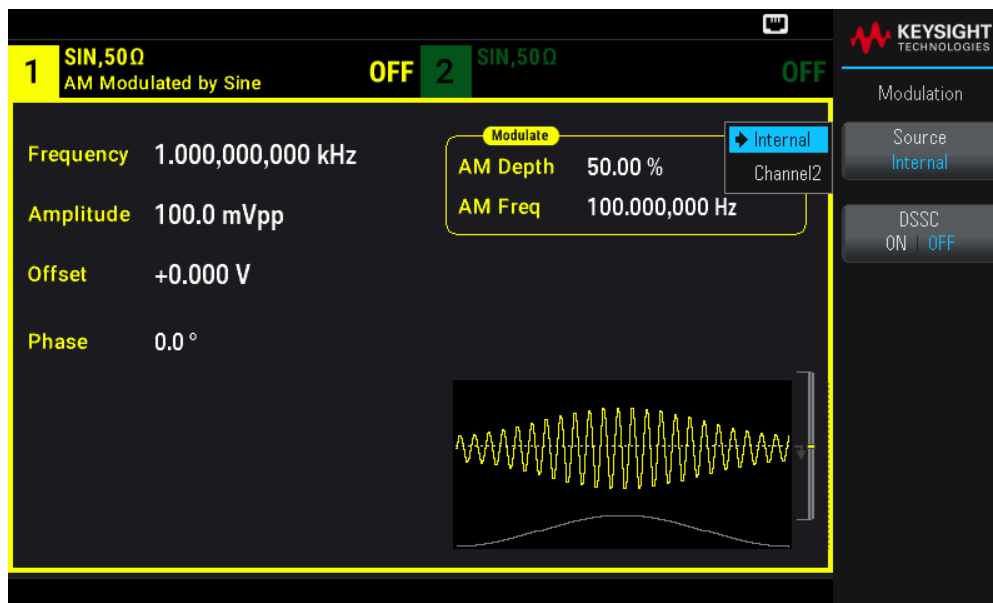 KEYSIGHT
TECHNOLOGIES
1 SIN,50Ω OFF
AM Modulated by Sine
2 SIN,50Ω OFF
Modulation
Frequency 1.000,000,000 kHz
Amplitude 100.0 mVpp
Offset +0.000 V
Phase 0.0 °
Modulate
AM Depth 50.00 %
AM Freq 100.000,000 Hz
Internal
Channel2
Source
Internal
DSSC
ON OFF